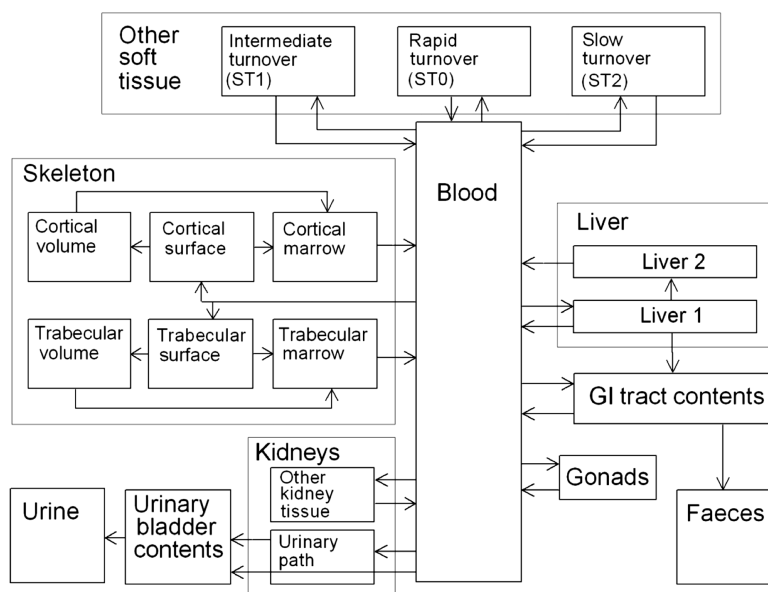 Other
soft
tissue
Intermediate
turnover
(ST1)
Rapid
turnover
(ST0)
Slow
turnover
(ST2)
Skeleton
Cortical
volume
Cortical
surface
Cortical
marrow
Trabecular
volume
Trabecular
surface
Trabecular
marrow
Blood
Liver
Liver 2
Liver 1
GI tract contents
Gonads
Faeces
Kidneys
Other
kidney
tissue
Urinary
path
Urinary
bladder
contents
Urine